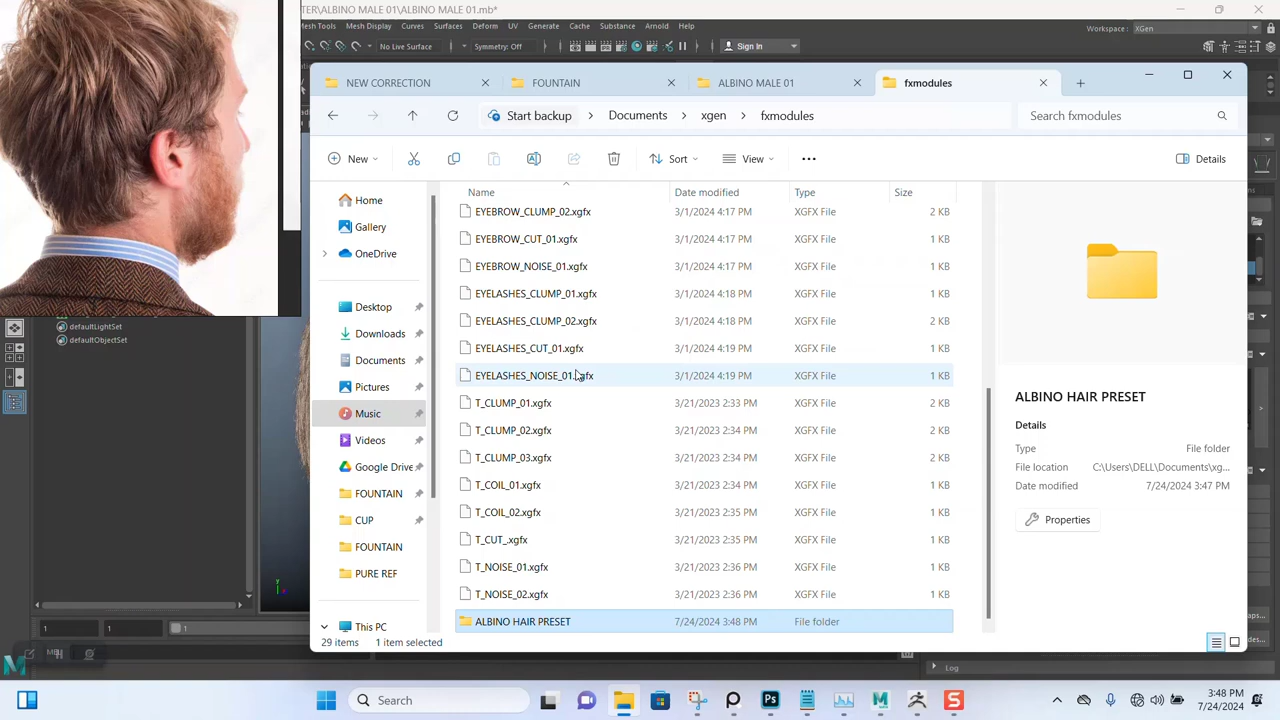 TER\ALBINO MALE 01\ALBINO MALE 01.mb*
Mesh Tools Mesh Display Curves Surfaces Deform UV Generate Cache Substance Arnold Help
Workspace : XGen
No Live Surface Symmetry: Off Sign In
NEW CORRECTION FOUNTAIN ALBINO MALE 01 fxmodules
Start backup > Documents > xgen > fxmodules Search fxmodules
New Sort View Details
Name Date modified Type Size
EYEBROW_CLUMP_02.xgfx 3/1/2024 4:17 PM XGFX File 2 KB
EYEBROW_CUT_01.xgfx 3/1/2024 4:17 PM XGFX File 1 KB
EYEBROW_NOISE_01.xgfx 3/1/2024 4:17 PM XGFX File 1 KB
EYELASHES_CLUMP_01.xgfx 3/1/2024 4:18 PM XGFX File 1 KB
EYELASHES_CLUMP_02.xgfx 3/1/2024 4:18 PM XGFX File 2 KB
EYELASHES_CUT_01.xgfx 3/1/2024 4:19 PM XGFX File 1 KB
EYELASHES_NOISE_01.xgfx 3/1/2024 4:19 PM XGFX File 1 KB
T_CLUMP_01.xgfx 3/21/2023 2:33 PM XGFX File 2 KB
T_CLUMP_02.xgfx 3/21/2023 2:34 PM XGFX File 2 KB
T_CLUMP_03.xgfx 3/21/2023 2:34 PM XGFX File 2 KB
T_COIL_01.xgfx 3/21/2023 2:34 PM XGFX File 1 KB
T_COIL_02.xgfx 3/21/2023 2:35 PM XGFX File 1 KB
T_CUT_.xgfx 3/21/2023 2:35 PM XGFX File 1 KB
T_NOISE_01.xgfx 3/21/2023 2:36 PM XGFX File 1 KB
T_NOISE_02.xgfx 3/21/2023 2:36 PM XGFX File 1 KB
ALBINO HAIR PRESET 7/24/2024 3:48 PM File folder
29 items 1 item selected
Home
Gallery
OneDrive
Desktop
Downloads
Documents
Pictures
Music
Videos
Google Drive
FOUNTAIN
CUP
FOUNTAIN
PURE REF
This PC
ALBINO HAIR PRESET
Details
Type File folder
File location C:\Users\DELL\Documents\xg...
Date modified 7/24/2024 3:47 PM
Properties
defaultLightSet
defaultObjectSet
1 1 1
Log
Search
3:48 PM
7/24/2024